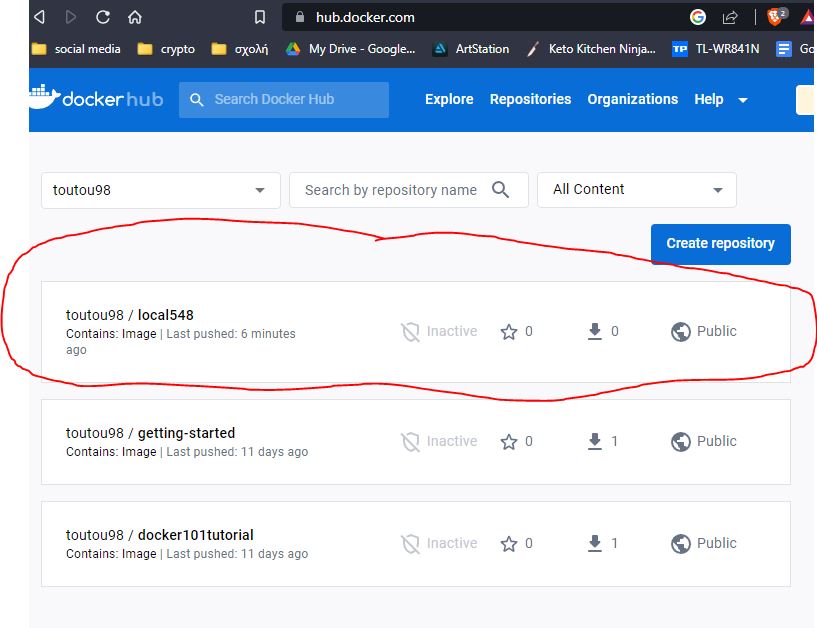 hub.docker.com
2
social media crypto σχολή My Drive - Google... ArtStation Keto Kitchen Ninja... TP TL-WR841N Go
docker hub Search Docker Hub Explore Repositories Organizations Help
toutou98 Search by repository name All Content
Create repository
toutou98 / local548
Contains: Image | Last pushed: 6 minutes
ago
Inactive 0 0 Public
toutou98 / getting-started
Contains: Image | Last pushed: 11 days ago
Inactive 0 1 Public
toutou98 / docker101tutorial
Contains: Image | Last pushed: 11 days ago
Inactive 0 1 Public